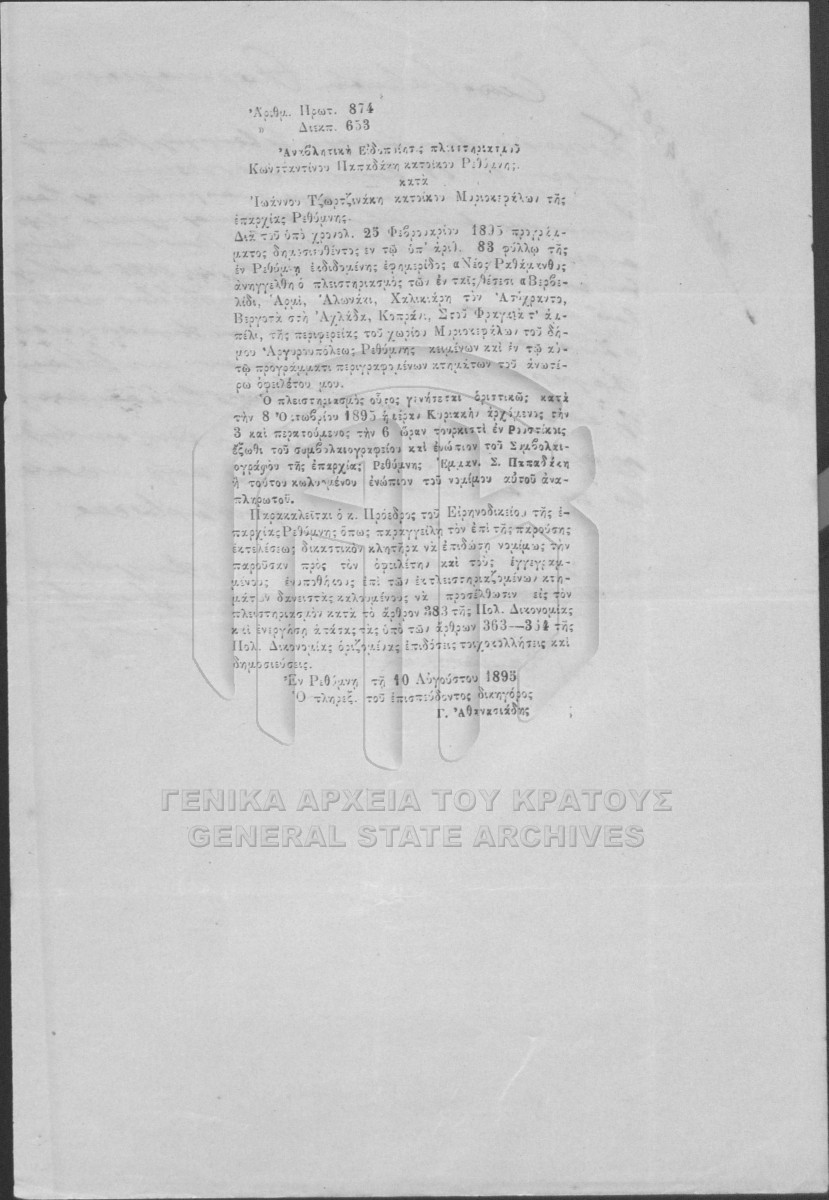 Ἀριθμ. Πρωτ. 874
» Διεκπ. 653
Ἀναβλητικὴ Εἰδοποίησις πλειστηριασμοῦ
Κωνσταντίνου Παπαδάκη κατοίκου Ρεθύμνης.
κατὰ
Ἰωάννου Τζωρτζινάκη κατοίκου Μυριοκεφάλων τῆς
ἐπαρχίας Ρεθύμνης.
Διὰ τοῦ ὑπὸ χρονολ. 25 Φεβρουαρίου 1895 προγράμ-
ματος δημοσιευθέντος ἐν τῷ ὑπ' ἀριθ. 83 φύλλῳ τῆς
ἐν Ρεθύμνῃ ἐκδιδομένης ἐφημερίδος «Νέος Ραδάμανθυς
ἀνηγγέλθη ὁ πλειστηριασμὸς τῶν ἐν ταῖς θέσεσι «Βερβε-
λίδι, Ἀρμὶ, Ἀλωνάκι, Χαλικιάρη τὸν Ἀπύχραντο,
Βεργοτὰ στὴ Ἀχλάδα, Κοπράνι, Στοῦ Φραγκιᾶ τ' ἀμ-
πέλι, τῆς περιφερείας τοῦ χωρίου Μυριοκεφάλων τοῦ δή-
μου Ἀργυρουπόλεως Ρεθύμνης κειμένων καὶ ἐν τῷ αὐ-
τῷ προγράμματι περιγραφομένων κτημάτων τοῦ ἀνωτέ-
ρω ὀφειλέτου μου.
Ὁ πλειστηριασμὸς οὗτος γενήσεται ὁριστικῶς κατὰ
τὴν 8 Ὀκτωβρίου 1895 ἡμέραν Κυριακὴν ἀρχόμενος τὴν
3 καὶ περατούμενος τὴν 6 ὥραν τουρκιστὶ ἐν Ρουστίκοις
ἔξωθι τοῦ συμβολαιογραφείου καὶ ἐνώπιον τοῦ Συμβολαι-
ογράφου τῆς ἐπαρχίας Ρεθύμνης Ἐμμαν. Σ. Παπαδάκη
ἢ τούτου κωλυομένου ἐνώπιον τοῦ νομίμου αὐτοῦ ἀνα-
πληρωτοῦ.
Παρακαλεῖται ὁ κ. Πρόεδρος τοῦ Εἰρηνοδικείου τῆς ἐ-
παρχίας Ρεθύμνης ὅπως παραγγείλῃ τὸν ἐπὶ τῆς παρούσης
ἐκτελέσεως δικαστικὸν κλητῆρα νὰ ἐπιδώσῃ νομίμως τὴν
παροῦσαν πρὸς τὸν ὀφειλέτην καὶ τοὺς ἐγγεγραμ-
μένους ἐνυποθήκους ἐπὶ τῶν ἐκπλειστηριαζομένων κτη-
μάτων δανειστὰς καλουμένους νὰ προσέλθωσιν εἰς τὸν
πλειστηριασμὸν κατὰ τὸ ἄρθρον 383 τῆς Πολ. Δικονομίας
καὶ ἐνεργήσῃ ἁπάσας τὰς ὑπὸ τῶν ἄρθρων 363—364 τῆς
Πολ. Δικονομίας ὁριζομένας ἐπιδόσεις τοιχοκολλήσεις καὶ
δημοσιεύσεις.
Ἐν Ρεθύμνῃ τῇ 10 Αὐγούστου 1895
Ὁ πληρεξ. τοῦ ἐπισπεύδοντος δικηγόρος
Γ. Ἀθανασιάδης
ΓΕΝΙΚΑ ΑΡΧΕΙΑ ΤΟΥ ΚΡΑΤΟΥΣ
GENERAL STATE ARCHIVES